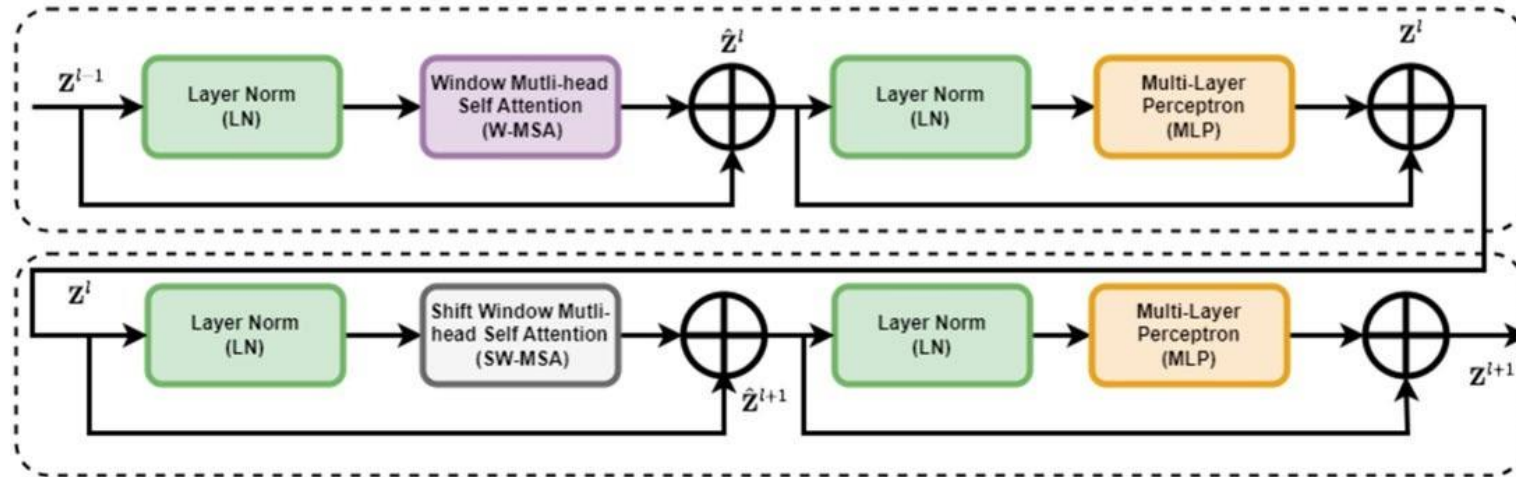 Z^{l-1}
Layer Norm
(LN)
Window Mutli-head
Self Attention
(W-MSA)
Ẑ^l
Layer Norm
(LN)
Multi-Layer
Perceptron
(MLP)
Z^l
Z^l
Layer Norm
(LN)
Shift Window Mutli-
head Self Attention
(SW-MSA)
Ẑ^{l+1}
Layer Norm
(LN)
Multi-Layer
Perceptron
(MLP)
Z^{l+1}